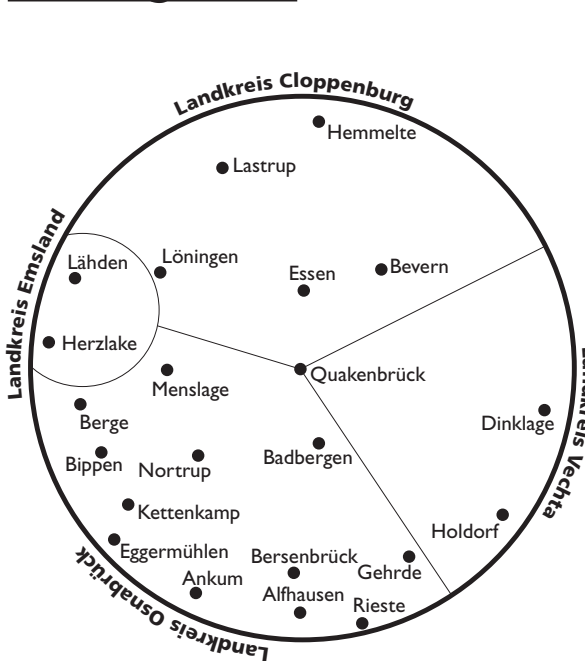 Landkreis Cloppenburg
Hemmelte
Lastrup
Landkreis Emsland
Lähden
Löningen
Essen
Bevern
Herzlake
Menslage
Quakenbrück
Landkreis Vechta
Berge
Dinklage
Bippen
Nortrup
Badbergen
Kettenkamp
Holdorf
Eggermühlen
Bersenbrück
Gehrde
Ankum
Alfhausen
Rieste
Landkreis Osnabrück